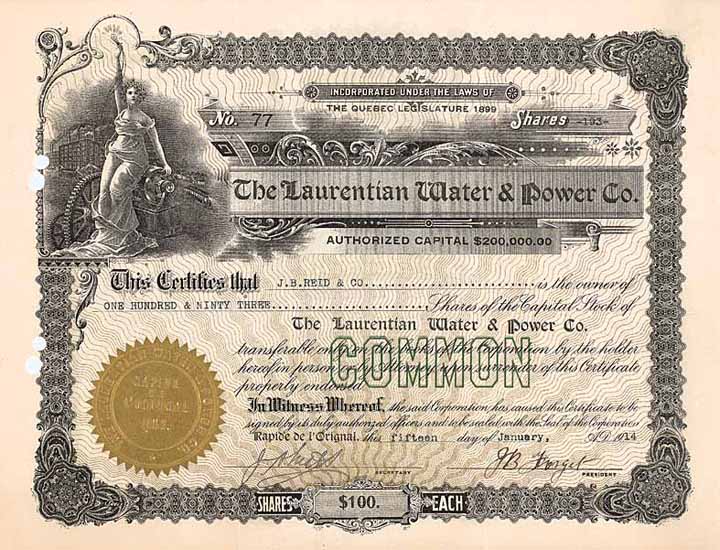 INCORPORATED UNDER THE LAWS OF
THE QUEBEC LEGISLATURE 1899
No. 77 Shares -193-
The Laurentian Water & Power Co.
AUTHORIZED CAPITAL $200,000.00
This Certifies that J.B.REID & CO. is the owner of
ONE HUNDRED & NINTY THREE Shares of the Capital Stock of
The Laurentian Water & Power Co.
transferable only on the books of the Corporation by the holder
hereof in person or by Attorney upon surrender of this Certificate
properly endorsed.
COMMON
In Witness Whereof, the said Corporation has caused this Certificate to be
signed by its duly authorized officers and to be sealed with the Seal of the Corporation
Rapide de l'Orignal. this fifteen day of January, A.D. 1914
SECRETARY
JB
PRESIDENT
SHARES $100. EACH